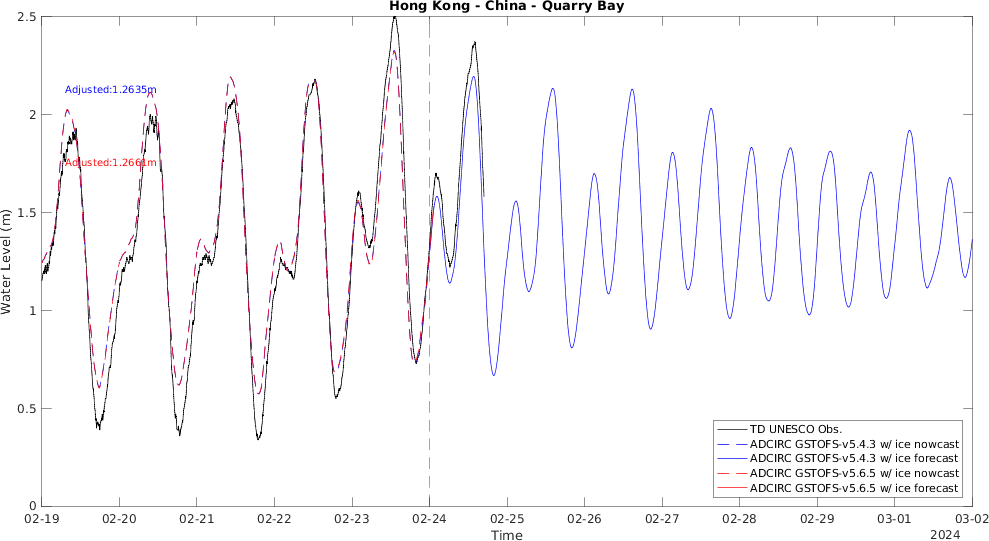 Hong Kong - China - Quarry Bay
2.5
2
1.5
1
0.5
0
Water Level (m)
Adjusted:1.2635m
Adjusted:1.2661m
TD UNESCO Obs.
ADCIRC GSTOFS-v5.4.3 w/ ice nowcast
ADCIRC GSTOFS-v5.4.3 w/ ice forecast
ADCIRC GSTOFS-v5.6.5 w/ ice nowcast
ADCIRC GSTOFS-v5.6.5 w/ ice forecast
02-19 02-20 02-21 02-22 02-23 02-24 02-25 02-26 02-27 02-28 02-29 03-01 03-02
Time
2024